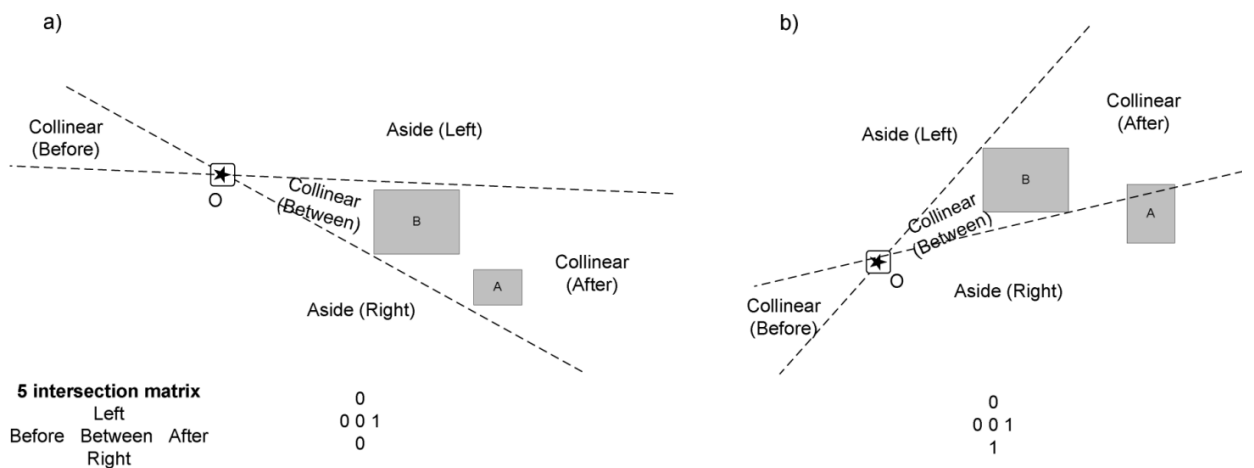 a)
Collinear
(Before)
Aside (Left)
O
Collinear
(Between)
B
A
Collinear
(After)
Aside (Right)
5 intersection matrix
Left
Before Between After
Right
0
0 0 1
0
b)
Collinear
(After)
Aside (Left)
B
A
Collinear
(Between)
O
Aside (Right)
Collinear
(Before)
0
0 0 1
1